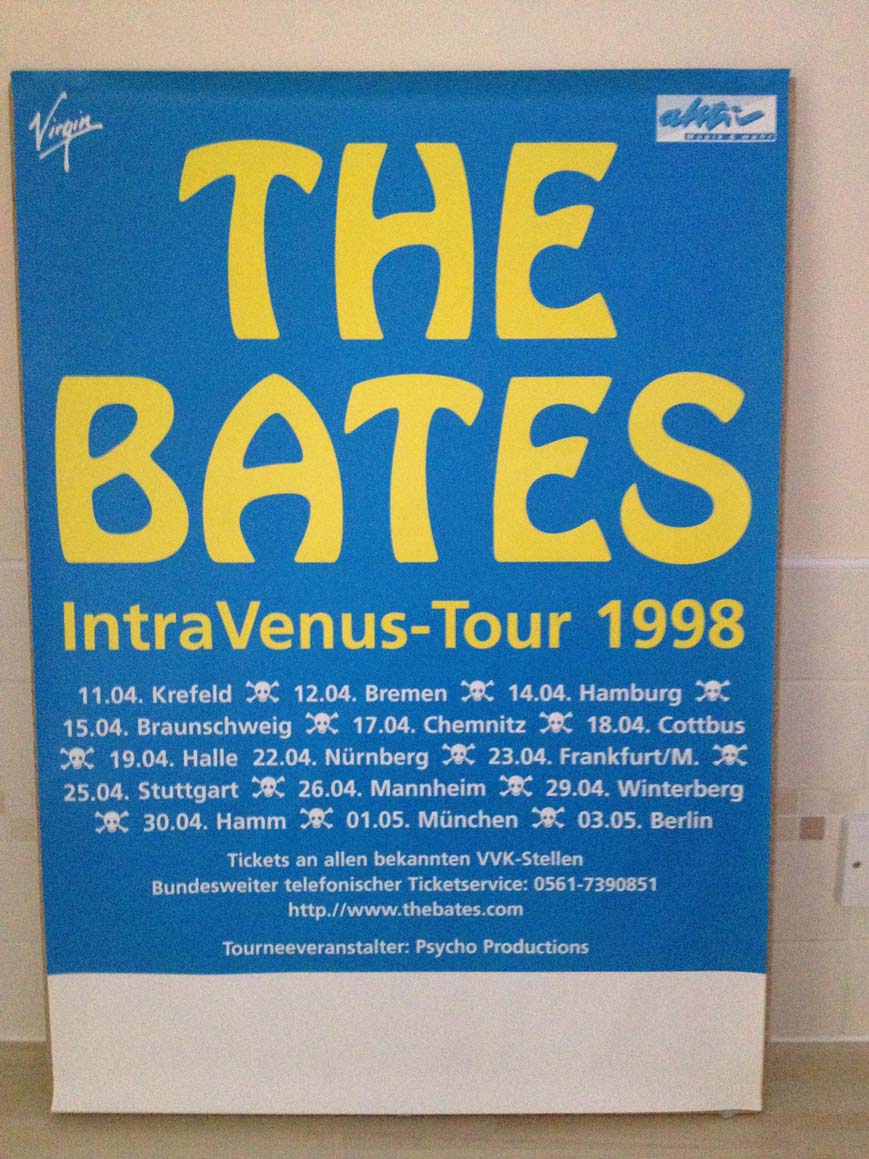 Virgin
Musik & mehr
THE
BATES
IntraVenus-Tour 1998
11.04. Krefeld 12.04. Bremen 14.04. Hamburg
15.04. Braunschweig 17.04. Chemnitz 18.04. Cottbus
19.04. Halle 22.04. Nürnberg 23.04. Frankfurt/M.
25.04. Stuttgart 26.04. Mannheim 29.04. Winterberg
30.04. Hamm 01.05. München 03.05. Berlin
Tickets an allen bekannten VVK-Stellen
Bundesweiter telefonischer Ticketservice: 0561-7390851
http.//www.thebates.com
Tourneeveranstalter: Psycho Productions